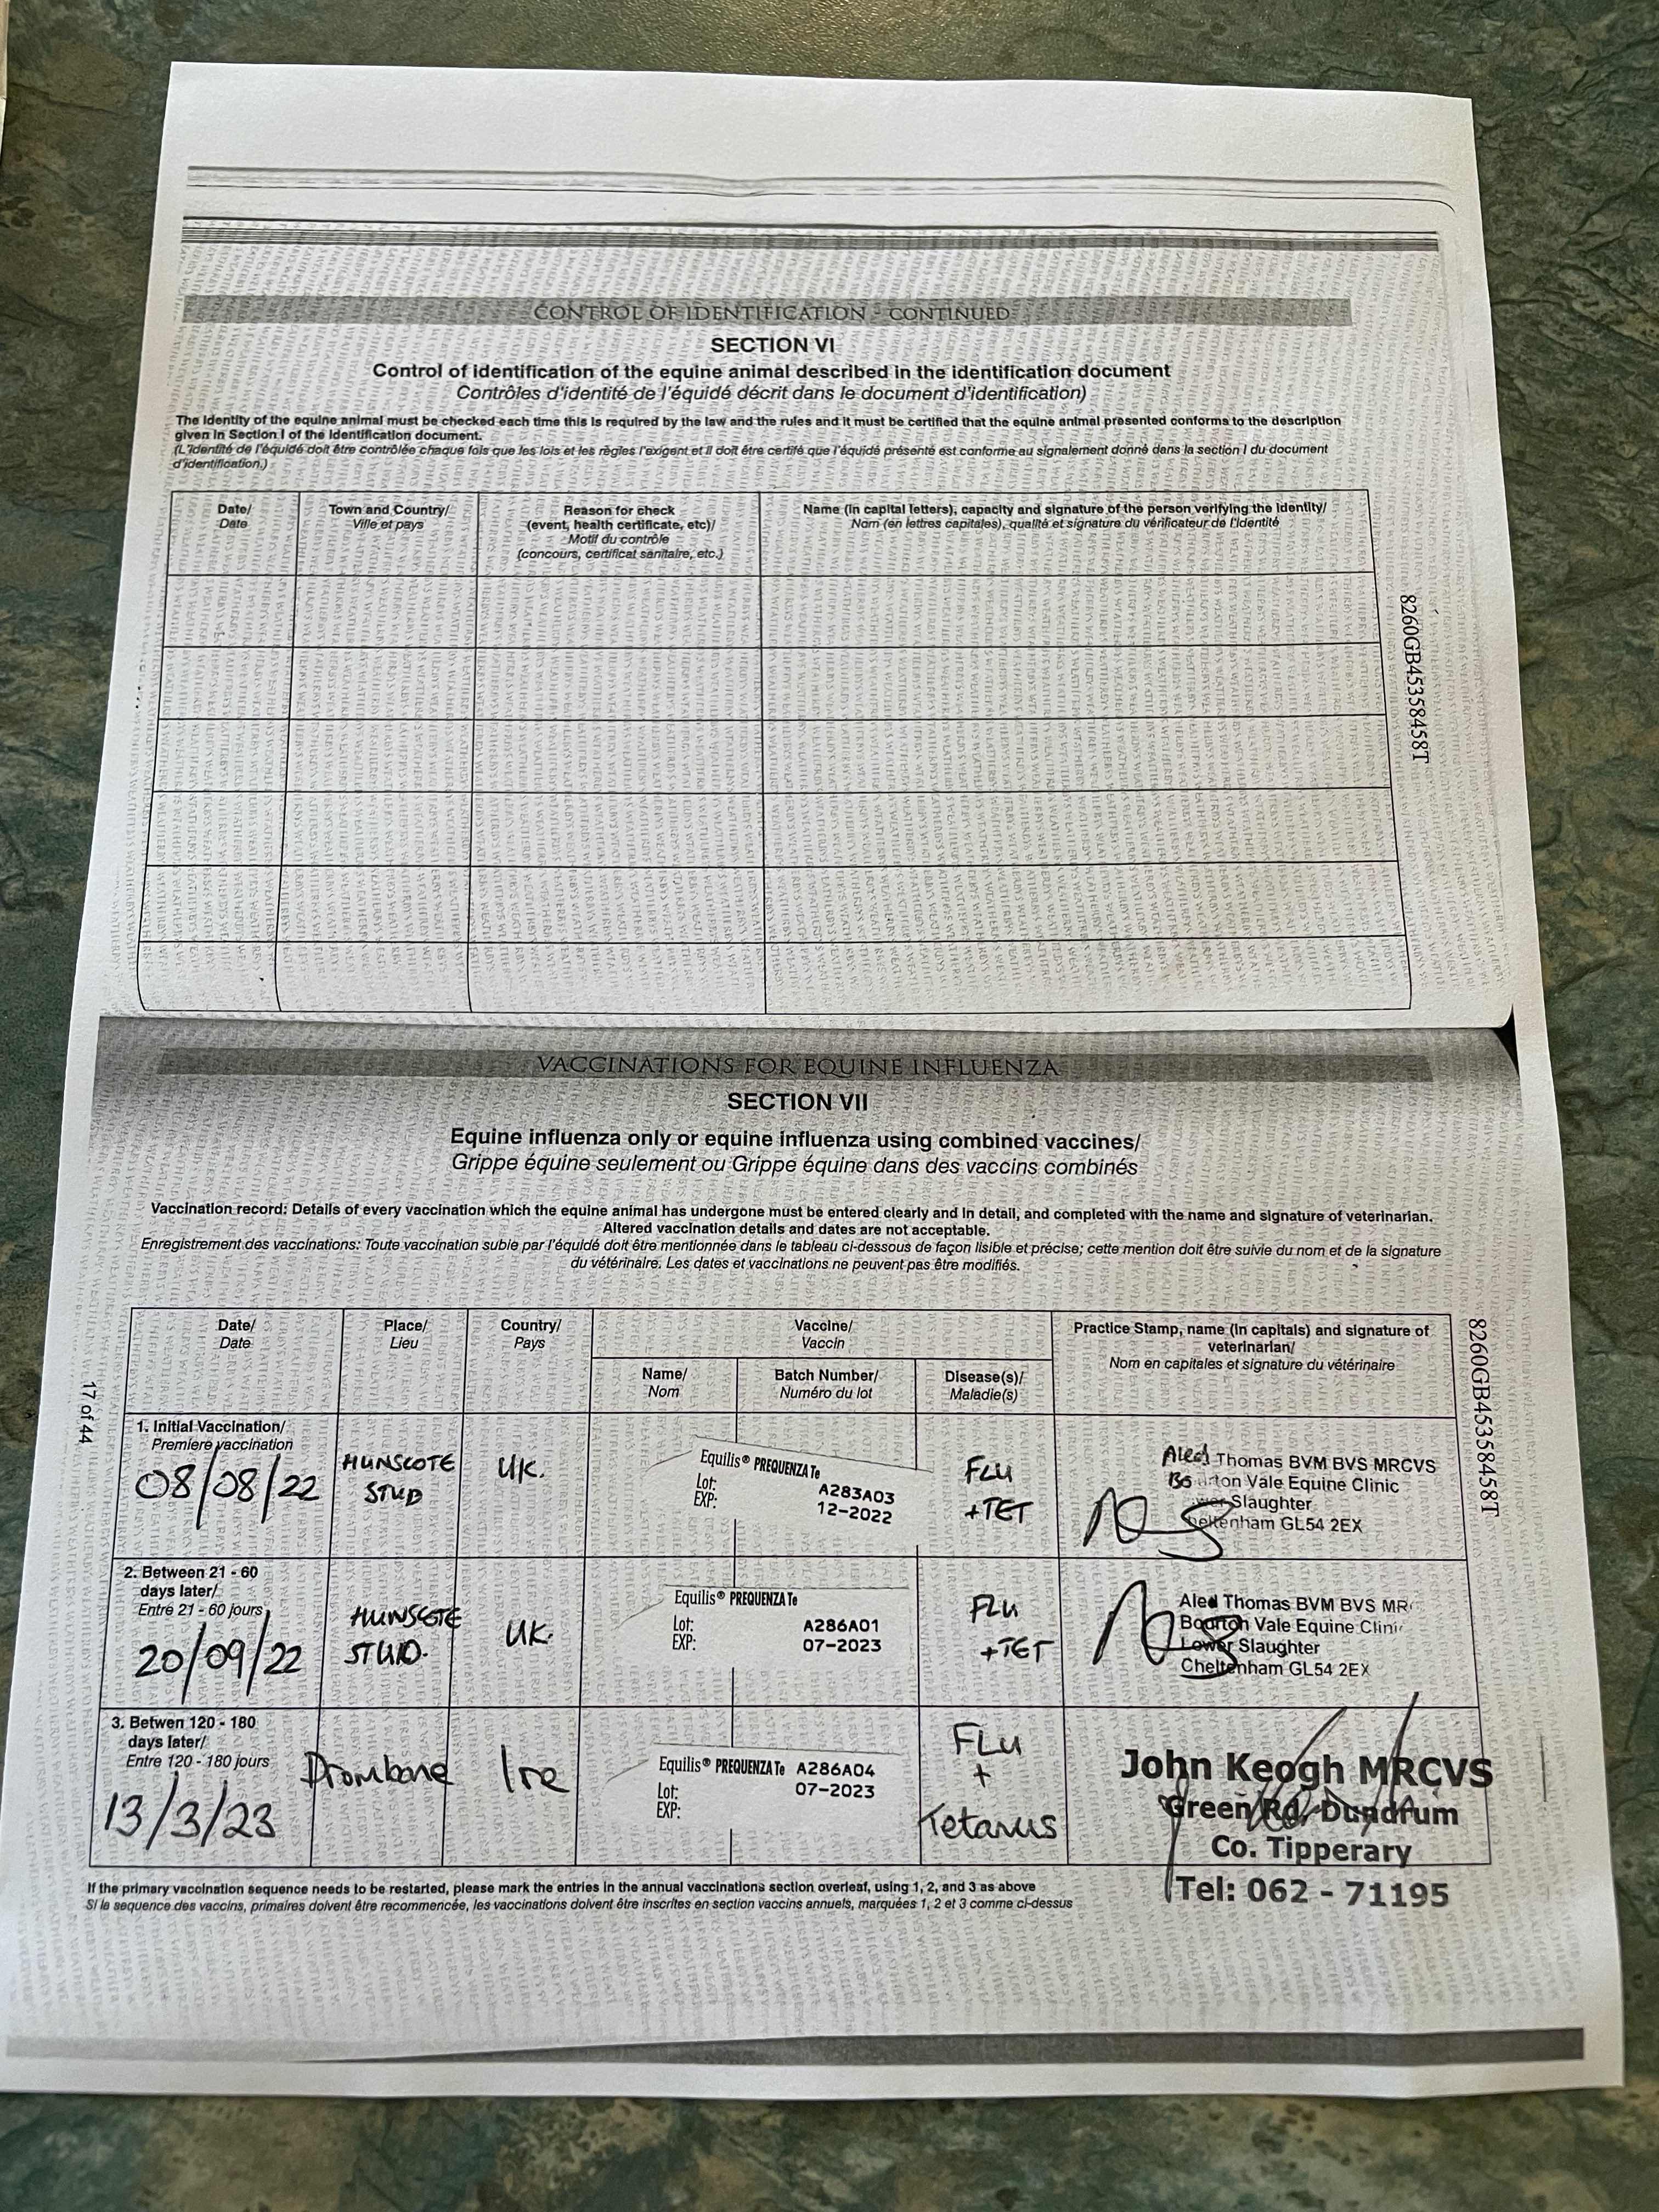 CONTROL OF IDENTIFICATION - CONTINUED
SECTION VI
Control of identification of the equine animal described in the identification document
Contrôles d'identité de l'équidé décrit dans le document d'identification)
The identity of the equine animal must be checked each time this is required by the law and the rules and it must be certified that the equine animal presented conforms to the description
given in Section I of the identification document.
(L'identité de l'équidé doit être contrôlée chaque fois que les lois et les règles l'exigent et il doit être certifé que l'équidé présenté est conforme au signalement donné dans la section I du document
d'identification.)
Date/
Date
Town and Country/
Ville et pays
Reason for check
(event, health certificate, etc)/
Motif du contrôle
(concours, certificat sanitaire, etc.)
Name (in capital letters), capacity and signature of the person verifying the identity/
Nom (en lettres capitales), qualité et signature du vérificateur de l'identité
8260GB45358458T
VACCINATIONS FOR EQUINE INFLUENZA
SECTION VII
Equine influenza only or equine influenza using combined vaccines/
Grippe équine seulement ou Grippe équine dans des vaccins combinés
Vaccination record: Details of every vaccination which the equine animal has undergone must be entered clearly and in detail, and completed with the name and signature of veterinarian.
Altered vaccination details and dates are not acceptable.
Enregistrement des vaccinations: Toute vaccination subie par l'équidé doit être mentionnée dans le tableau ci-dessous de façon lisible et précise; cette mention doit être suivie du nom et de la signature
du vétérinaire. Les dates et vaccinations ne peuvent pas être modifiés.
Date/
Date
Place/
Lieu
Country/
Pays
Vaccine/
Vaccin
Name/
Nom
Batch Number/
Numéro du lot
Disease(s)/
Maladie(s)
Practice Stamp, name (in capitals) and signature of
veterinarian/
Nom en capitales et signature du vétérinaire
1. Initial Vaccination/
Premiere vaccination
08/08/22
HUNSCOTE
STUD
UK.
Equilis® PREQUENZA Te
Lot: A283A03
EXP: 12-2022
FLU
+TET
Aled Thomas BVM BVS MRCVS
Bourton Vale Equine Clinic
Slaughter
heltenham GL54 2EX
2. Between 21 - 60
days later/
Entre 21 - 60 jours
20/09/22
HUNSCOTE
STUD.
UK.
Equilis® PREQUENZA Te
Lot: A286A01
EXP: 07-2023
FLU
+TET
Aled Thomas BVM BVS MR
Bourton Vale Equine Clini
Lower Slaughter
Cheltenham GL54 2EX
3. Betwen 120 - 180
days later/
Entre 120 - 180 jours
13/3/23
Drombane
Ire
Equilis® PREQUENZA Te A286A04
Lot: 07-2023
EXP:
FLu
+
Tetanus
John Keogh MRCVS
Green Rd, Dundrum
Co. Tipperary
Tel: 062 - 71195
If the primary vaccination sequence needs to be restarted, please mark the entries in the annual vaccinations section overleaf, using 1, 2, and 3 as above
Si la sequence des vaccins, primaires doivent être recommencée, les vaccinations doivent être inscrites en section vaccins annuels, marquées 1, 2 et 3 comme ci-dessus
17 of 44
8260GB45358458T